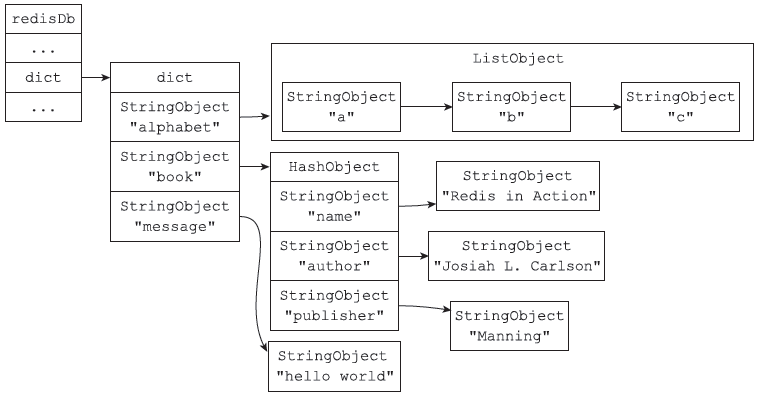 redisDb
...
dict
...
dict
StringObject
"alphabet"
StringObject
"book"
StringObject
"message"
ListObject
StringObject
"a"
StringObject
"b"
StringObject
"c"
HashObject
StringObject
"name"
StringObject
"author"
StringObject
"publisher"
StringObject
"Redis in Action"
StringObject
"Josiah L. Carlson"
StringObject
"Manning"
StringObject
"hello world"